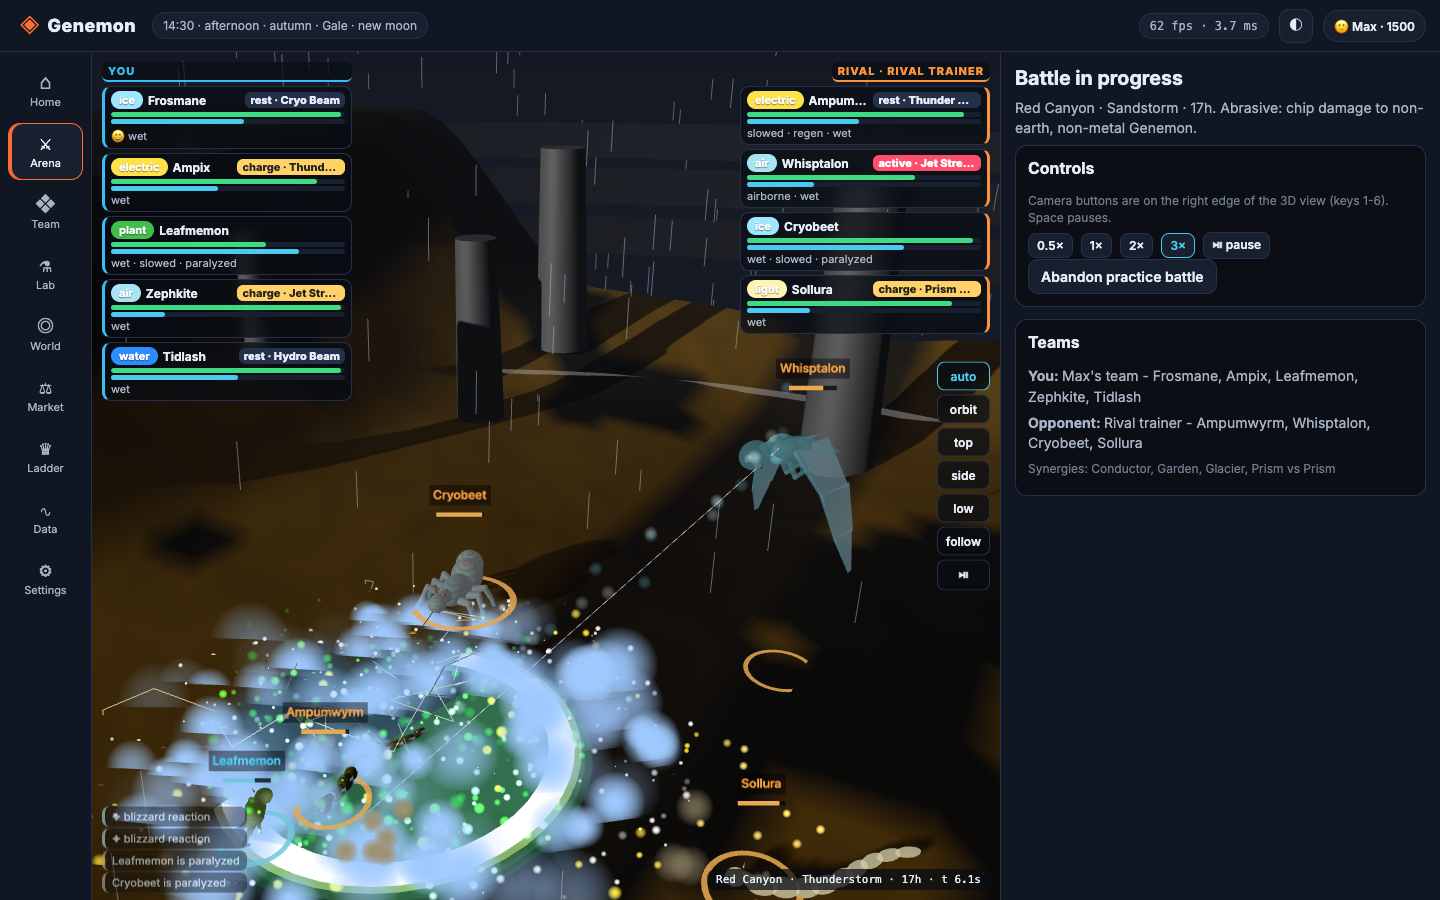 Genemon
14:30 · afternoon · autumn · Gale · new moon
62 fps · 3.7 ms
Max · 1500
Home
Arena
Team
Lab
World
Market
Ladder
Data
Settings
YOU
ice Frosmane rest · Cryo Beam
wet
electric Ampix charge · Thund...
wet
plant Leafmemon
wet · slowed · paralyzed
air Zephkite charge · Jet Str...
wet
water Tidlash rest · Hydro Beam
wet
RIVAL · RIVAL TRAINER
electric Ampum... rest · Thunder ...
slowed · regen · wet
air Whisptalon active · Jet Stre...
airborne · wet
ice Cryobeet
wet · slowed · paralyzed
light Sollura charge · Prism ...
wet
Whisptalon
Cryobeet
Ampumwyrm
Leafmemon
Sollura
auto
orbit
top
side
low
follow
blizzard reaction
blizzard reaction
Leafmemon is paralyzed
Cryobeet is paralyzed
Red Canyon · Thunderstorm · 17h · t 6.1s
Battle in progress
Red Canyon · Sandstorm · 17h. Abrasive: chip damage to non-
earth, non-metal Genemon.
Controls
Camera buttons are on the right edge of the 3D view (keys 1-6).
Space pauses.
0.5× 1× 2× 3× pause
Abandon practice battle
Teams
You: Max's team - Frosmane, Ampix, Leafmemon,
Zephkite, Tidlash
Opponent: Rival trainer - Ampumwyrm, Whisptalon,
Cryobeet, Sollura
Synergies: Conductor, Garden, Glacier, Prism vs Prism